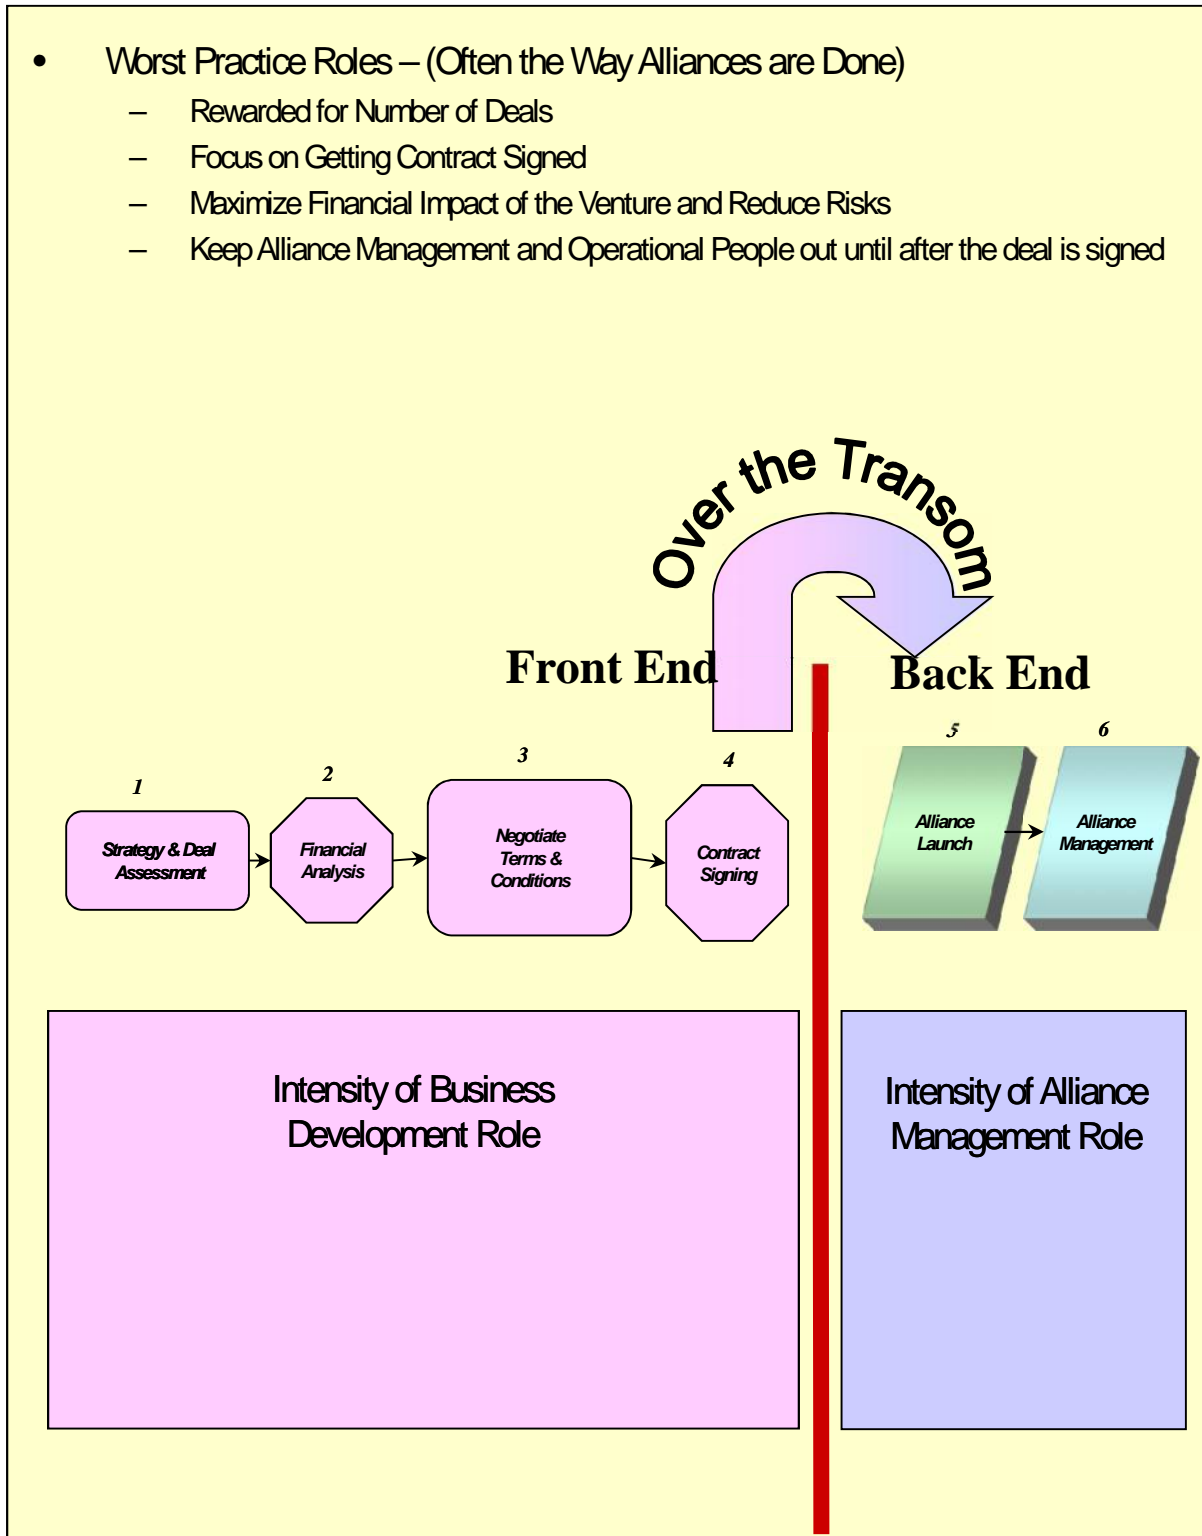 • Worst Practice Roles – (Often the Way Alliances are Done)
– Rewarded for Number of Deals
– Focus on Getting Contract Signed
– Maximize Financial Impact of the Venture and Reduce Risks
– Keep Alliance Management and Operational People out until after the deal is signed
Over the Transom
Front End
Back End
1
Strategy & Deal
Assessment
2
Financial
Analysis
3
Negotiate
Terms &
Conditions
4
Contract
Signing
5
Alliance
Launch
6
Alliance
Management
Intensity of Business
Development Role
Intensity of Alliance
Management Role